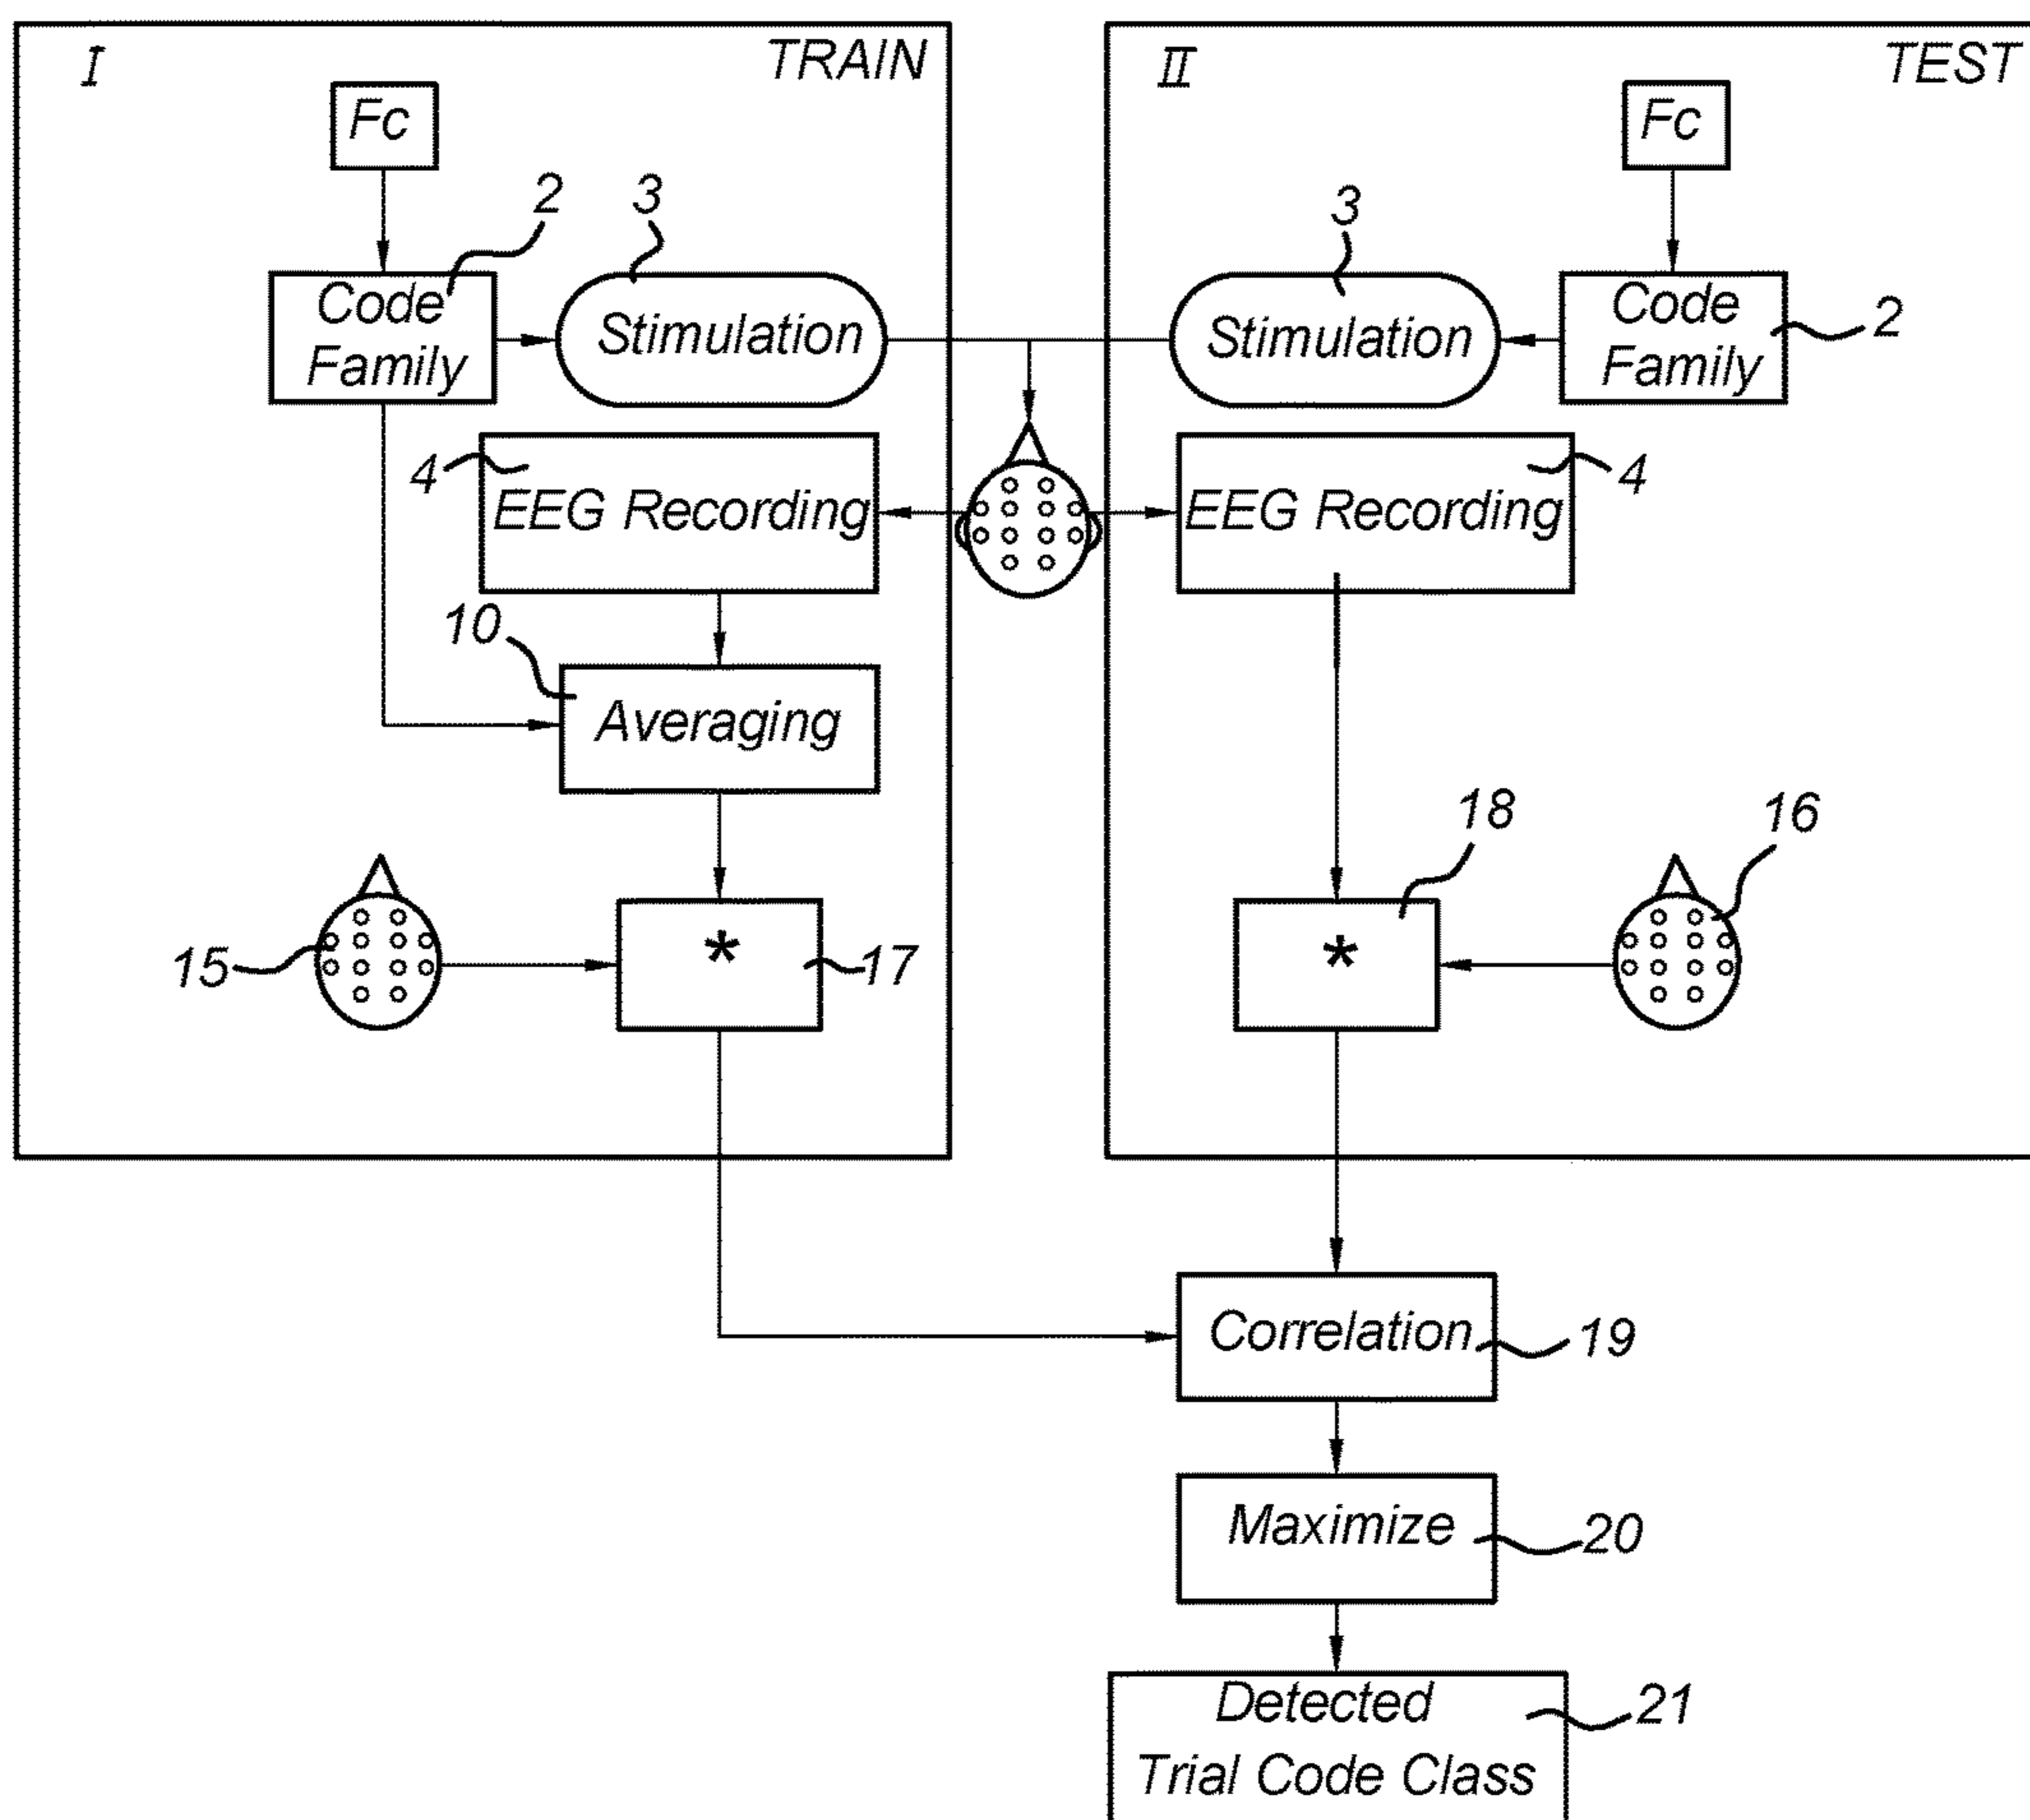 I
TRAIN
Fc
2
3
Code
Family
Stimulation
4
EEG Recording
10
Averaging
15
*
17
II
TEST
Fc
3
Stimulation
Code
Family
2
EEG Recording
4
18
16
*
Correlation
19
Maximize
20
Detected
Trial Code Class
21